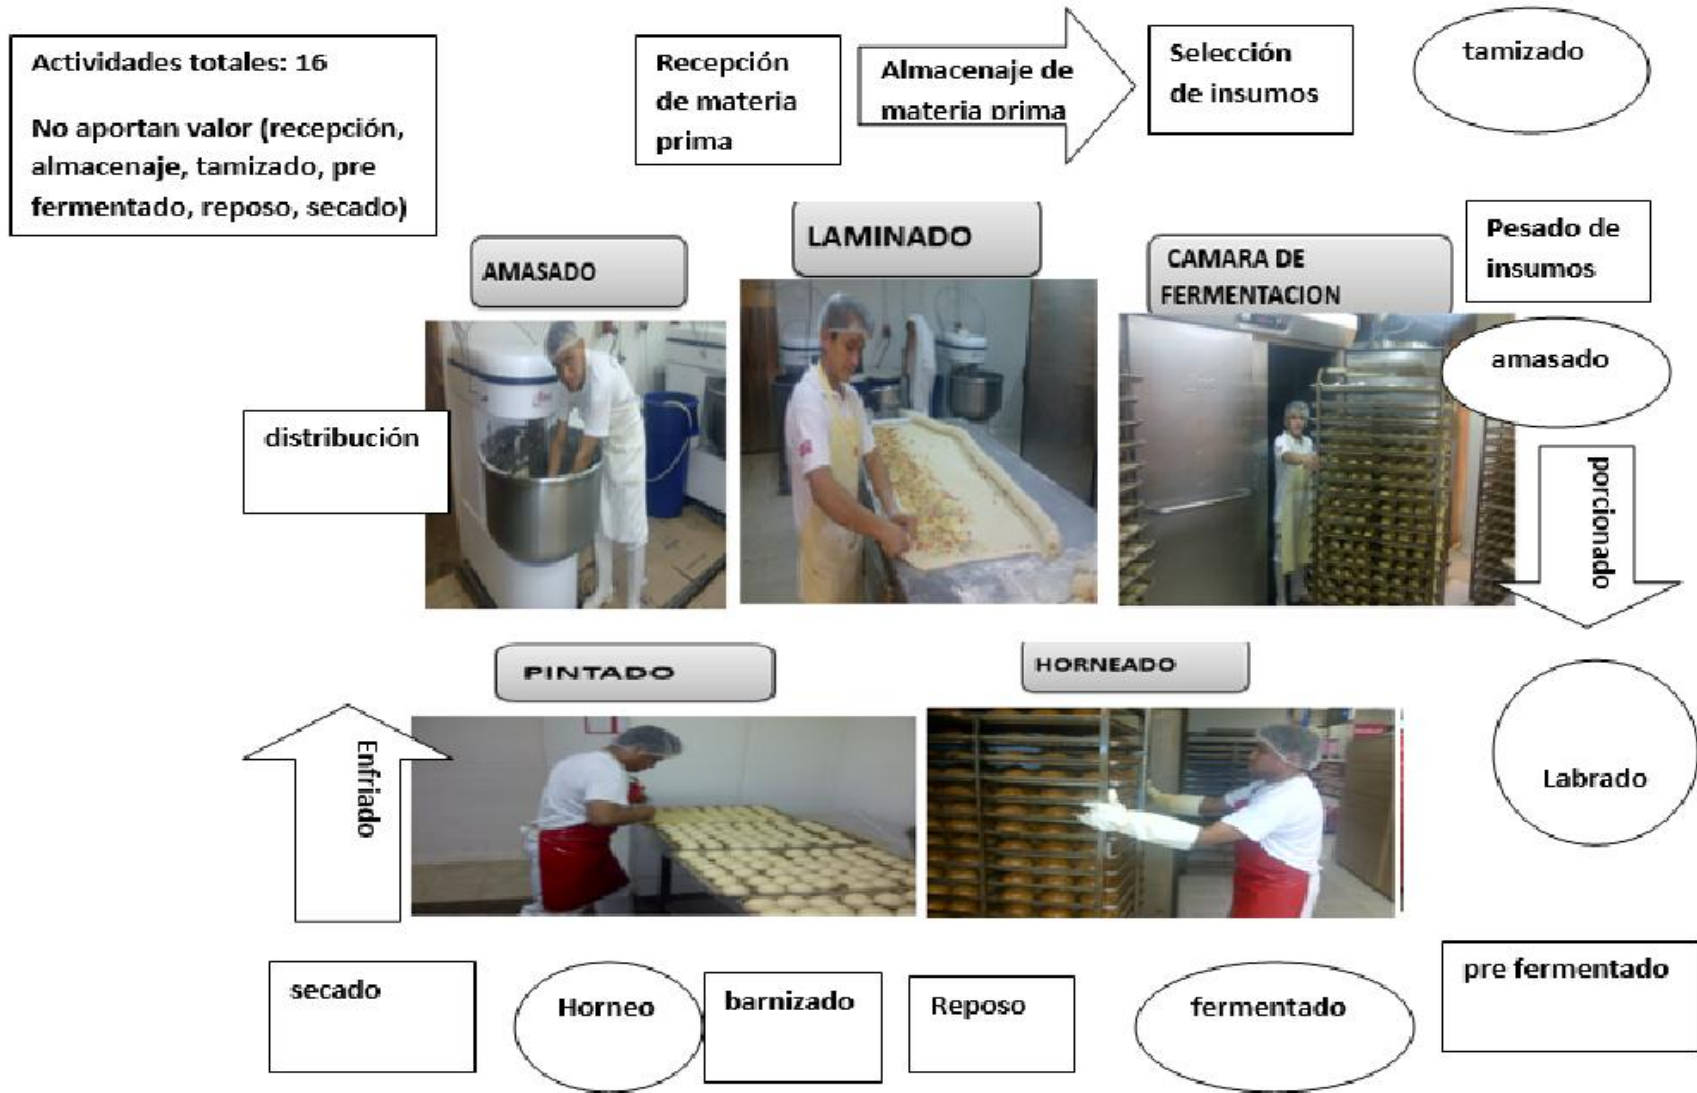 Actividades totales: 16
No aportan valor (recepción,
almacenaje, tamizado, pre
fermentado, reposo, secado)
Recepción
de materia
prima
Almacenaje de
materia prima
Selección
de insumos
tamizado
AMASADO
LAMINADO
CAMARA DE
FERMENTACION
Pesado de
insumos
amasado
distribución
porcionado
PINTADO
HORNEADO
Enfriado
Labrado
secado
Horneo
barnizado
Reposo
fermentado
pre fermentado